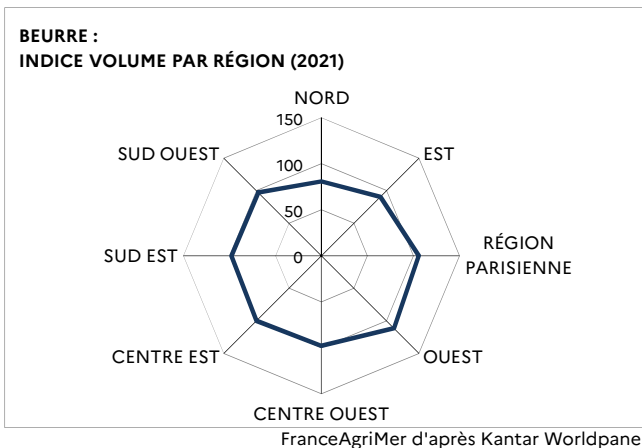 BEURRE :
INDICE VOLUME PAR RÉGION (2021)
NORD
150
SUD OUEST
EST
100
50
SUD EST
0
RÉGION
PARISIENNE
CENTRE EST
OUEST
CENTRE OUEST
FranceAgriMer d'après Kantar Worldpane